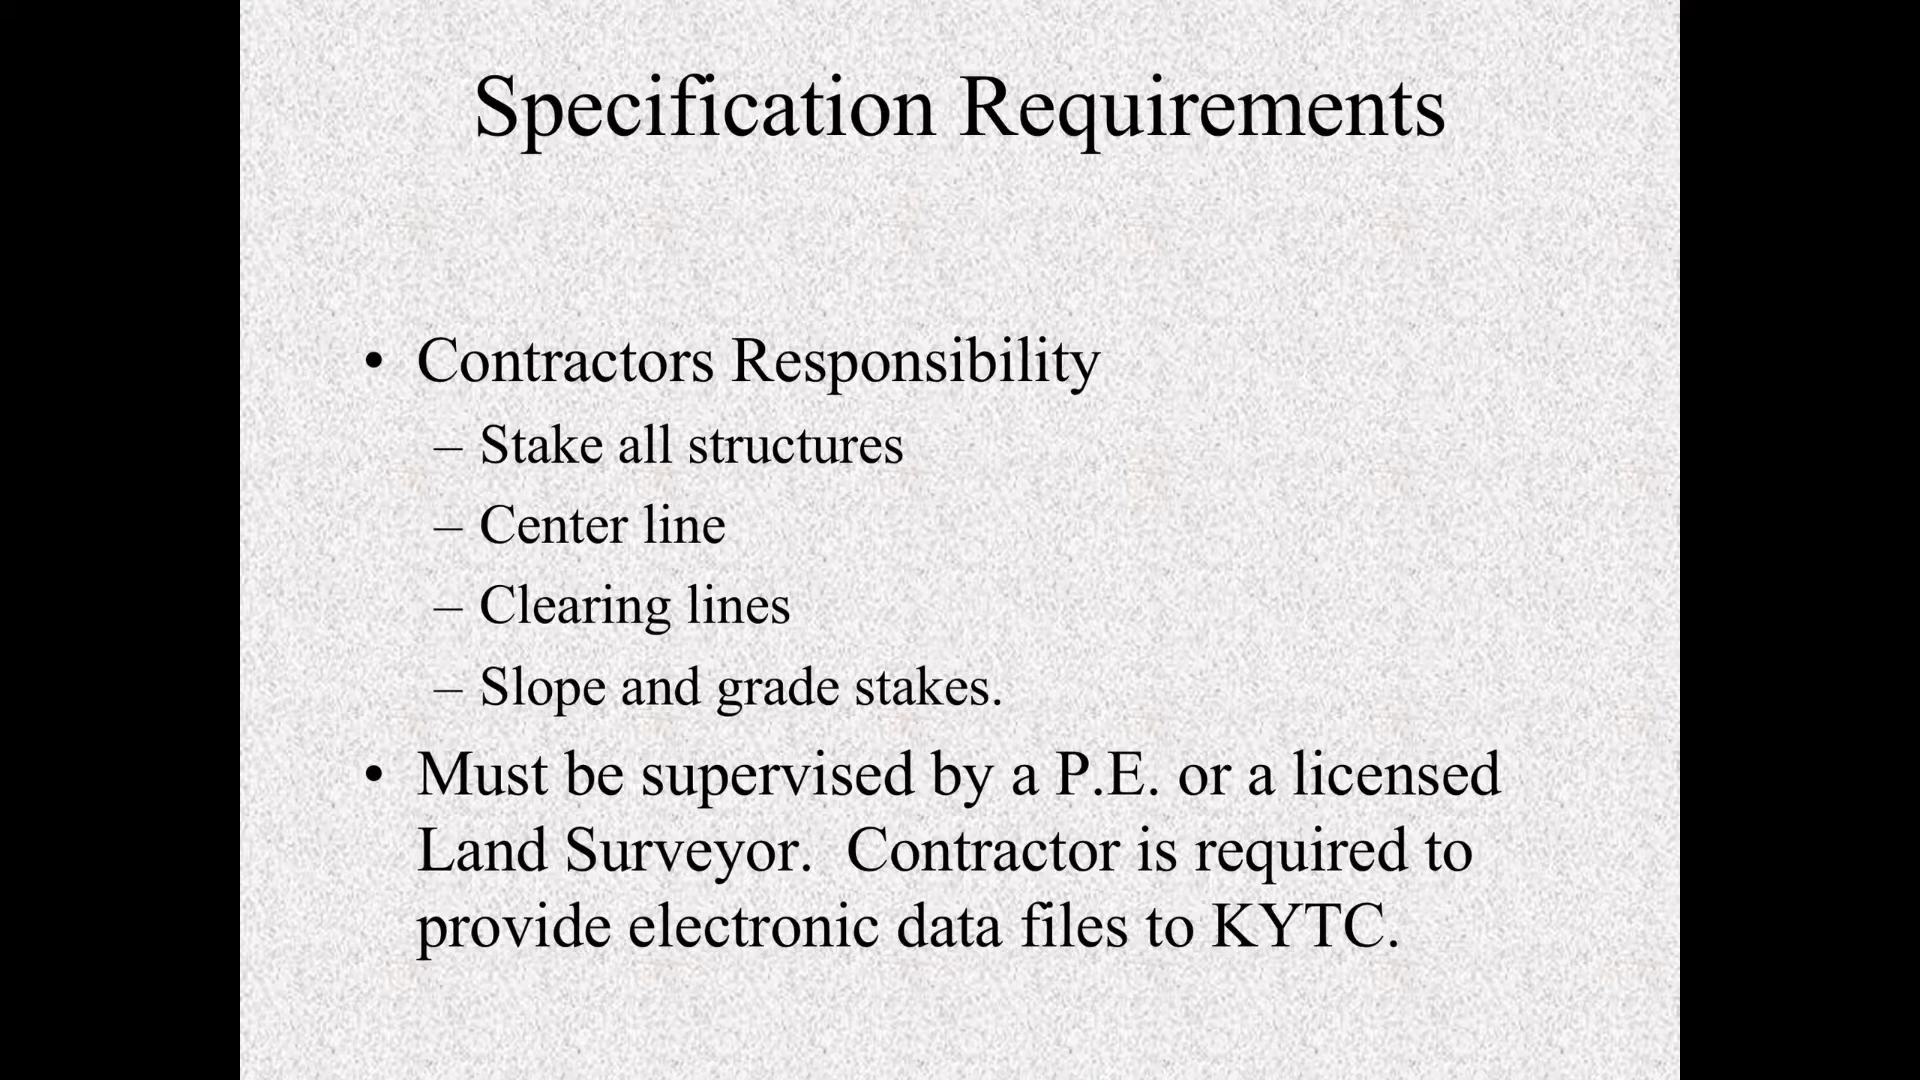 Specification Requirements
• Contractors Responsibility
– Stake all structures
– Center line
– Clearing lines
– Slope and grade stakes.
• Must be supervised by a P.E. or a licensed
Land Surveyor.  Contractor is required to
provide electronic data files to KYTC.